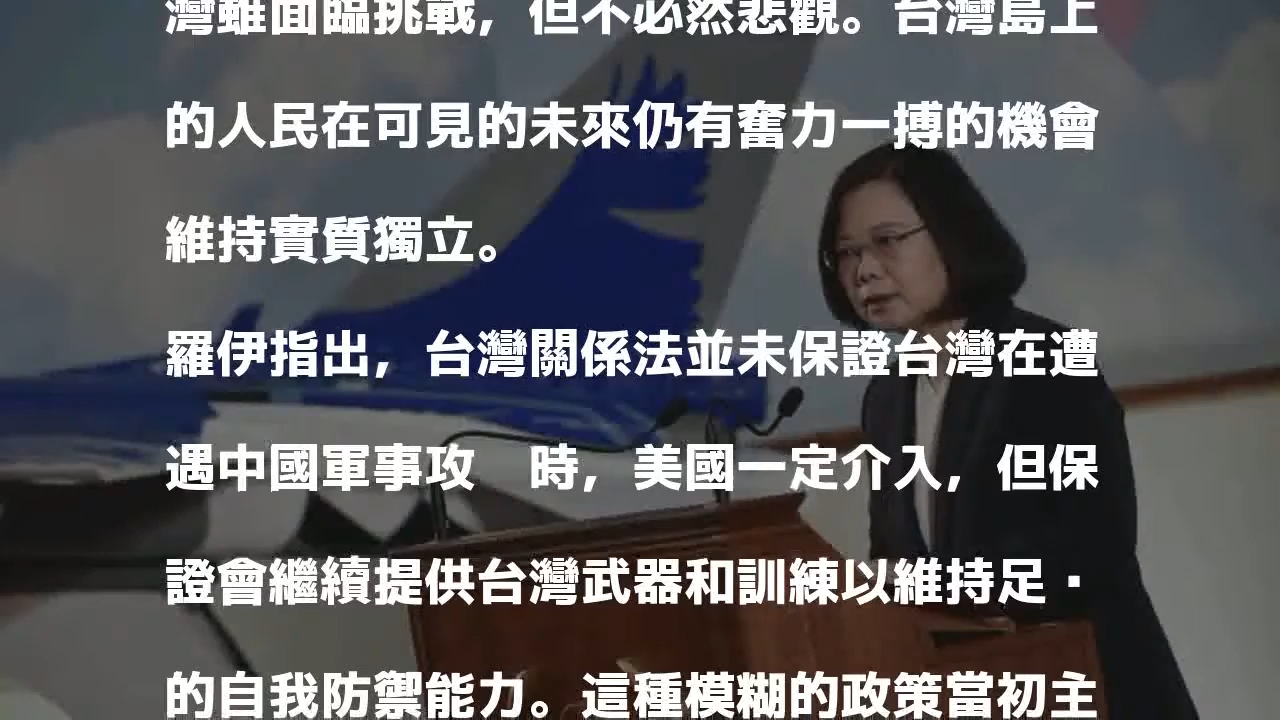 灣雖面臨挑戰，但不必然悲觀。台灣島上
的人民在可見的未來仍有奮力一搏的機會
維持實質獨立。
羅伊指出，台灣關係法並未保證台灣在遭
遇中國軍事攻　時，美國一定介入，但保
證會繼續提供台灣武器和訓練以維持足·
的自我防禦能力。這種模糊的政策當初主